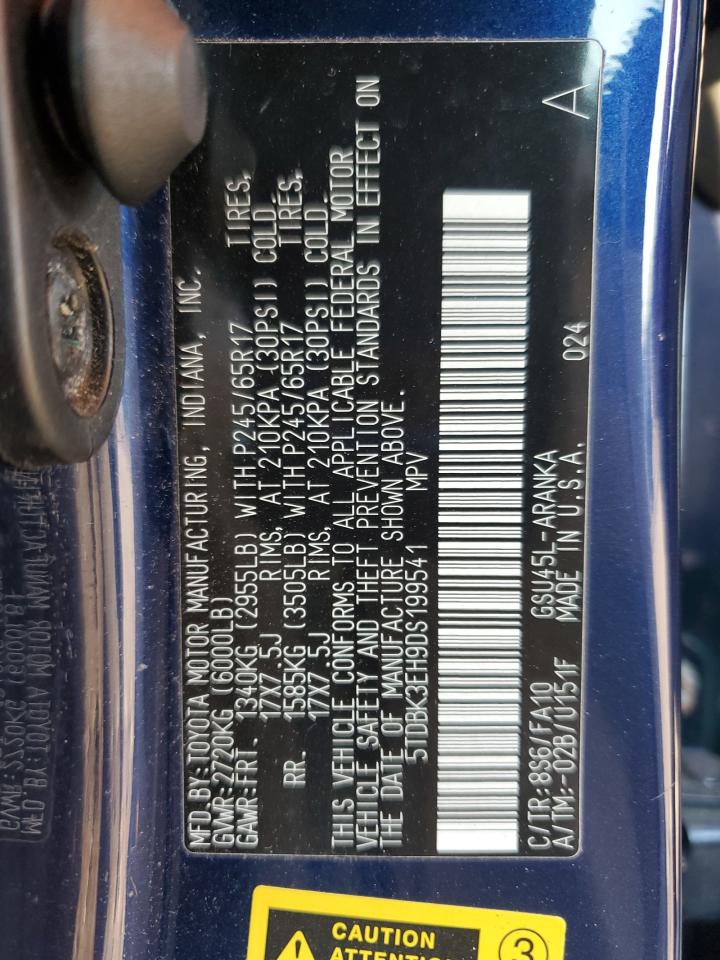 MFD BY:TOYOTA MOTOR MANUFACTURING, INDIANA, INC.
GWR:2720KG (6000LB)
GAWR:FRT. 1340KG (2955LB) WITH P245/65R17 TIRES,
17X7.5J RIMS, AT 210KPA (30PSI) COLD.
RR. 1585KG (3505LB) WITH P245/65R17 TIRES,
17X7.5J RIMS, AT 210KPA (30PSI) COLD.
THIS VEHICLE CONFORMS TO ALL APPLICABLE FEDERAL MOTOR
VEHICLE SAFETY AND THEFT PREVENTION STANDARDS IN EFFECT ON
THE DATE OF MANUFACTURE SHOWN ABOVE.
5TDBK3EH9DS199541 MPV
C/TR:8S6/FA10 GSU45L-ARANKA 024
A/TM:-02B/U151F MADE IN U.S.A. A
CAUTION
ATTENTION
3